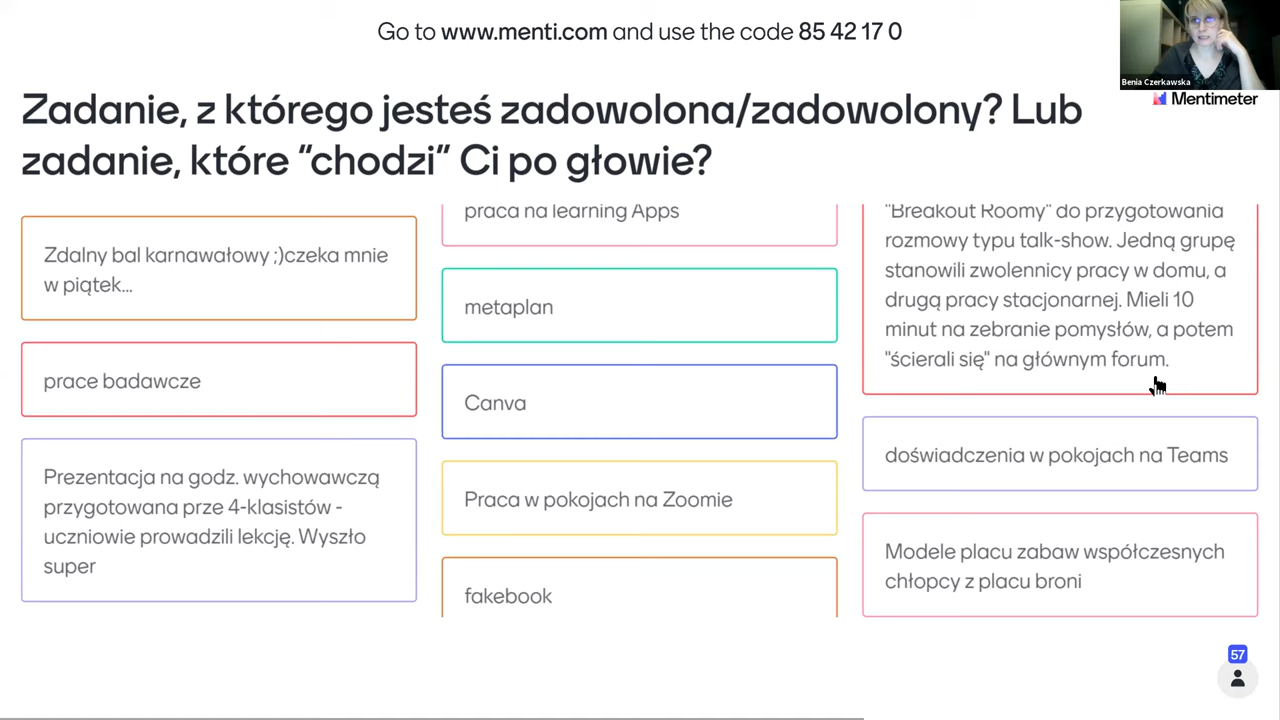 Go to www.menti.com and use the code 85 42 17 0
Benia Czerkawska
Mentimeter
Zadanie, z którego jesteś zadowolona/zadowolony? Lub
zadanie, które "chodzi" Ci po głowie?
Zdalny bal karnawałowy ;)czeka mnie
w piątek...
prace badawcze
Prezentacja na godz. wychowawczą
przygotowana prze 4-klasistów -
uczniowie prowadzili lekcję. Wyszło
super
praca na learning Apps
metaplan
Canva
Praca w pokojach na Zoomie
fakebook
"Breakout Roomy" do przygotowania
rozmowy typu talk-show. Jedną grupę
stanowili zwolennicy pracy w domu, a
drugą pracy stacjonarnej. Mieli 10
minut na zebranie pomysłów, a potem
"ścierali się" na głównym forum.
doświadczenia w pokojach na Teams
Modele placu zabaw współczesnych
chłopcy z placu broni
57